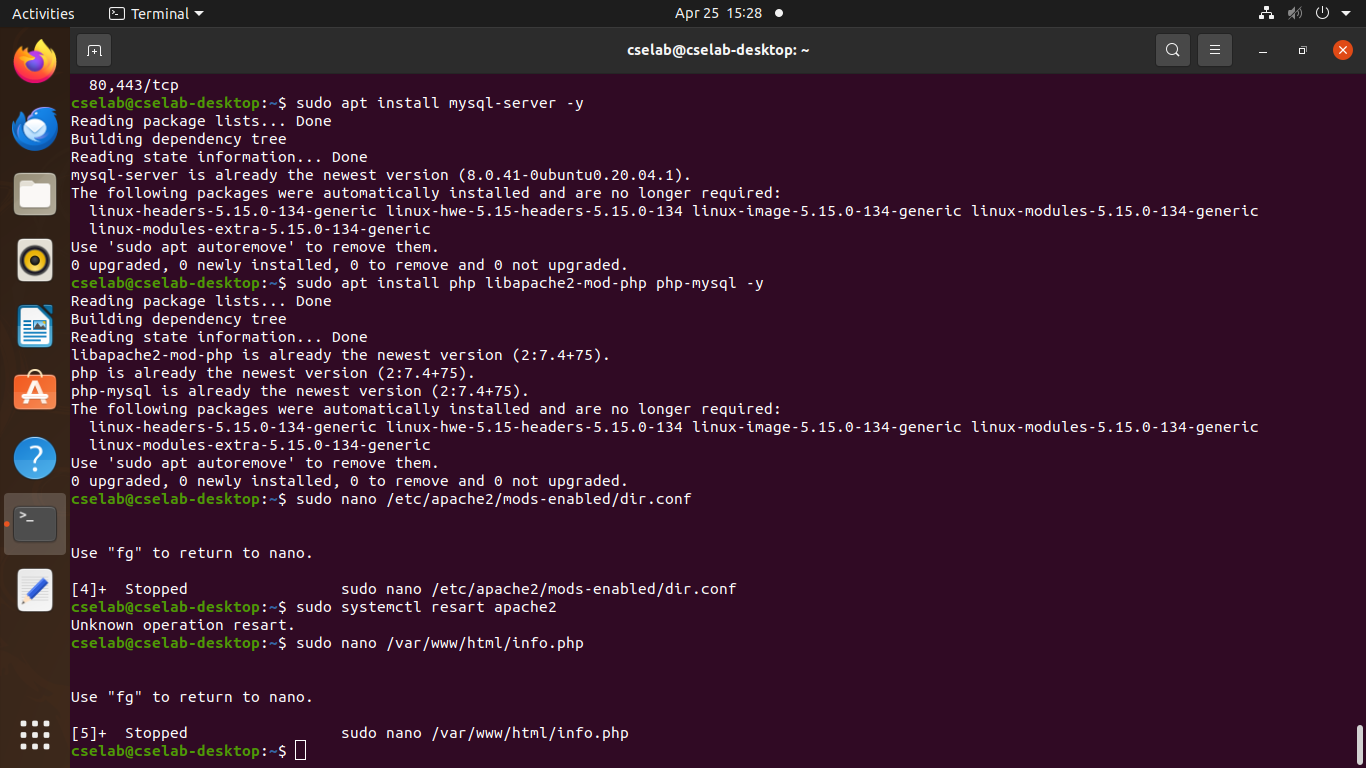 Activities
Terminal
Apr 25 15:28
cselab@cselab-desktop: ~
80,443/tcp
cselab@cselab-desktop:~$ sudo apt install mysql-server -y
Reading package lists... Done
Building dependency tree
Reading state information... Done
mysql-server is already the newest version (8.0.41-0ubuntu0.20.04.1).
The following packages were automatically installed and are no longer required:
  linux-headers-5.15.0-134-generic linux-hwe-5.15-headers-5.15.0-134 linux-image-5.15.0-134-generic linux-modules-5.15.0-134-generic
  linux-modules-extra-5.15.0-134-generic
Use 'sudo apt autoremove' to remove them.
0 upgraded, 0 newly installed, 0 to remove and 0 not upgraded.
cselab@cselab-desktop:~$ sudo apt install php libapache2-mod-php php-mysql -y
Reading package lists... Done
Building dependency tree
Reading state information... Done
libapache2-mod-php is already the newest version (2:7.4+75).
php is already the newest version (2:7.4+75).
php-mysql is already the newest version (2:7.4+75).
The following packages were automatically installed and are no longer required:
  linux-headers-5.15.0-134-generic linux-hwe-5.15-headers-5.15.0-134 linux-image-5.15.0-134-generic linux-modules-5.15.0-134-generic
  linux-modules-extra-5.15.0-134-generic
Use 'sudo apt autoremove' to remove them.
0 upgraded, 0 newly installed, 0 to remove and 0 not upgraded.
cselab@cselab-desktop:~$ sudo nano /etc/apache2/mods-enabled/dir.conf
Use "fg" to return to nano.
[4]+  Stopped                 sudo nano /etc/apache2/mods-enabled/dir.conf
cselab@cselab-desktop:~$ sudo systemctl resart apache2
Unknown operation resart.
cselab@cselab-desktop:~$ sudo nano /var/www/html/info.php
Use "fg" to return to nano.
[5]+  Stopped                 sudo nano /var/www/html/info.php
cselab@cselab-desktop:~$